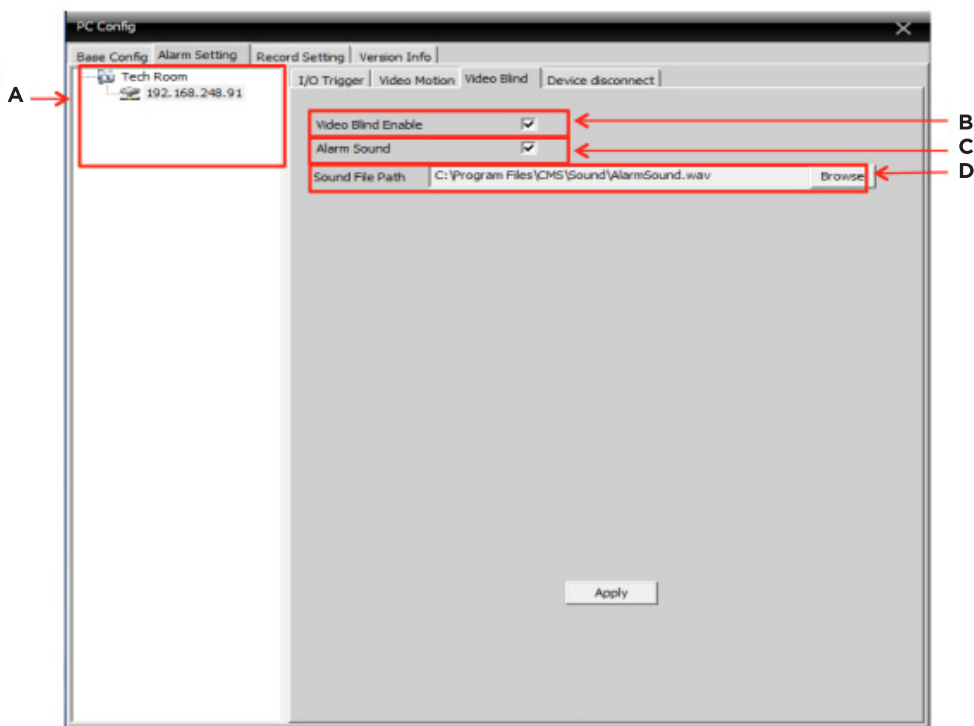 PC Config
Base Config Alarm Setting Record Setting Version Info
Tech Room
192.168.248.91
I/O Trigger Video Motion Video Blind Device disconnect
A
Video Blind Enable
B
Alarm Sound
C
Sound File Path C:\Program Files\CMS\Sound\AlarmSound.wav Browse
D
Apply